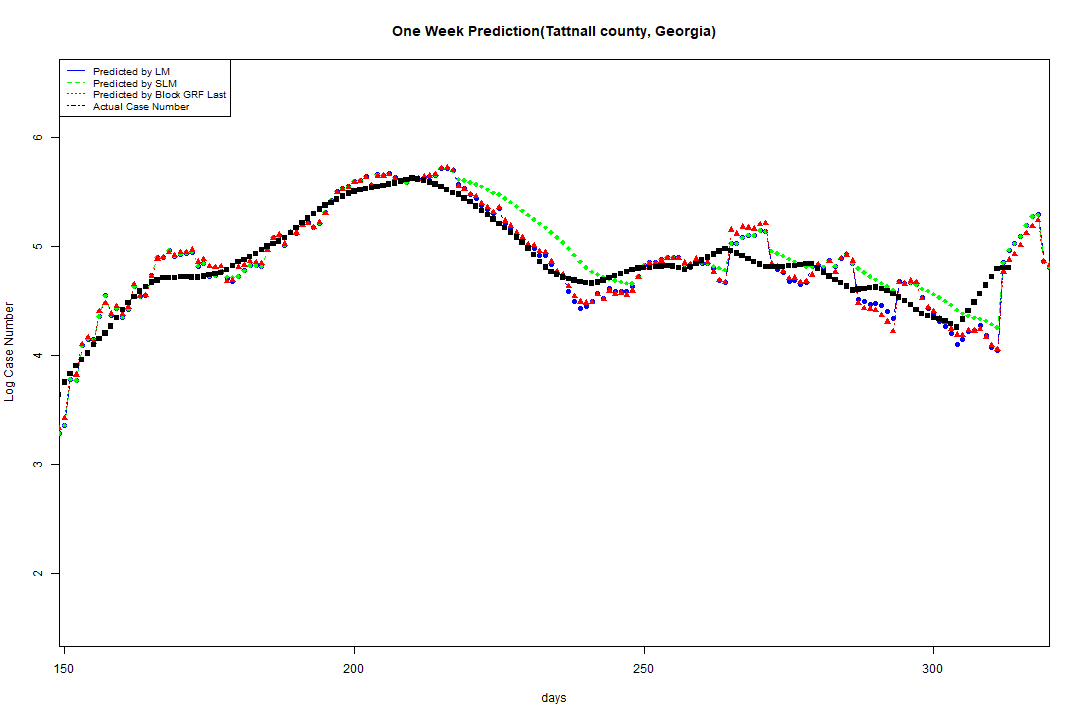 One Week Prediction(Tattnall county, Georgia)
Predicted by LM
Predicted by SLM
Predicted by Block GRF Last
Actual Case Number
6
5
4
3
2
Log Case Number
150
200
250
300
days